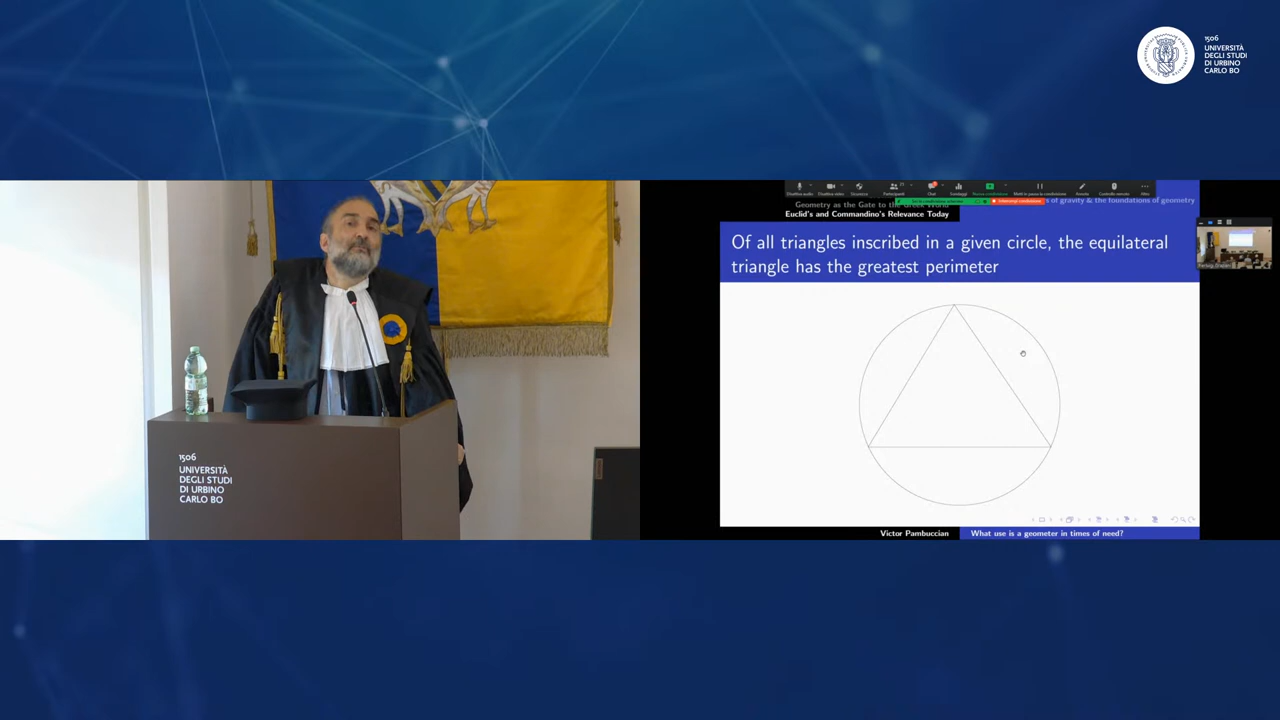 1506
UNIVERSITÀ
DEGLI STUDI
DI URBINO
CARLO BO
1506
UNIVERSITÀ
DEGLI STUDI
DI URBINO
CARLO BO
Chat
Geometry as the Gate to the Greek World
Euclid's and Commandino's Relevance Today
s of gravity & the foundations of geometry
Of all triangles inscribed in a given circle, the equilateral
triangle has the greatest perimeter
Victor Pambuccian
What use is a geometer in times of need?